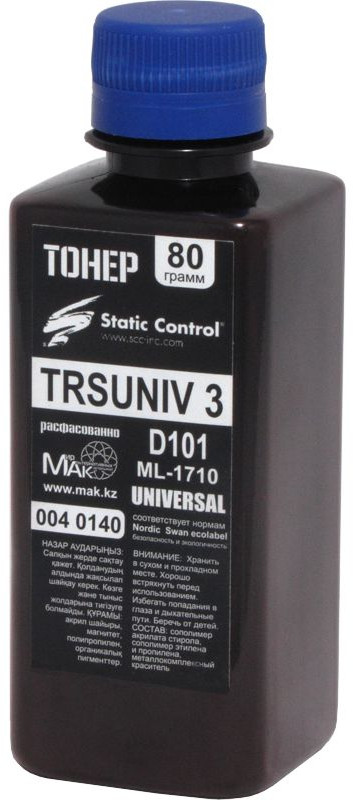 ТОНЕР
80
грамм
Static Control®
www.scc-inc.com
TRSUNIV 3
расфасованно
МАК
www.mak.kz
004 0140
D101
ML-1710
UNIVERSAL
соответствует нормам
Nordic Swan ecolabel
безопасность и экологичность
НАЗАР АУДАРЫҢЫЗ:
Салқын жерде сақтау
қажет. Қолданудың
алдында жақсылап
шайқау керек. Көзге
және тыныс
жолдарына тигізуге
болмайды. ҚҰРАМЫ:
акрил шайыры,
магнит,
полипропилен,
органикалық
пигменттер.
ВНИМАНИЕ: Хранить
в сухом и прохладном
месте. Хорошо
встряхнуть перед
использованием.
Избегать попадания в
глаза и дыхательные
пути. Беречь от детей.
СОСТАВ: сополимер
акрилата стирола,
сополимер этилена
и пропилена,
металлокомплексный
краситель